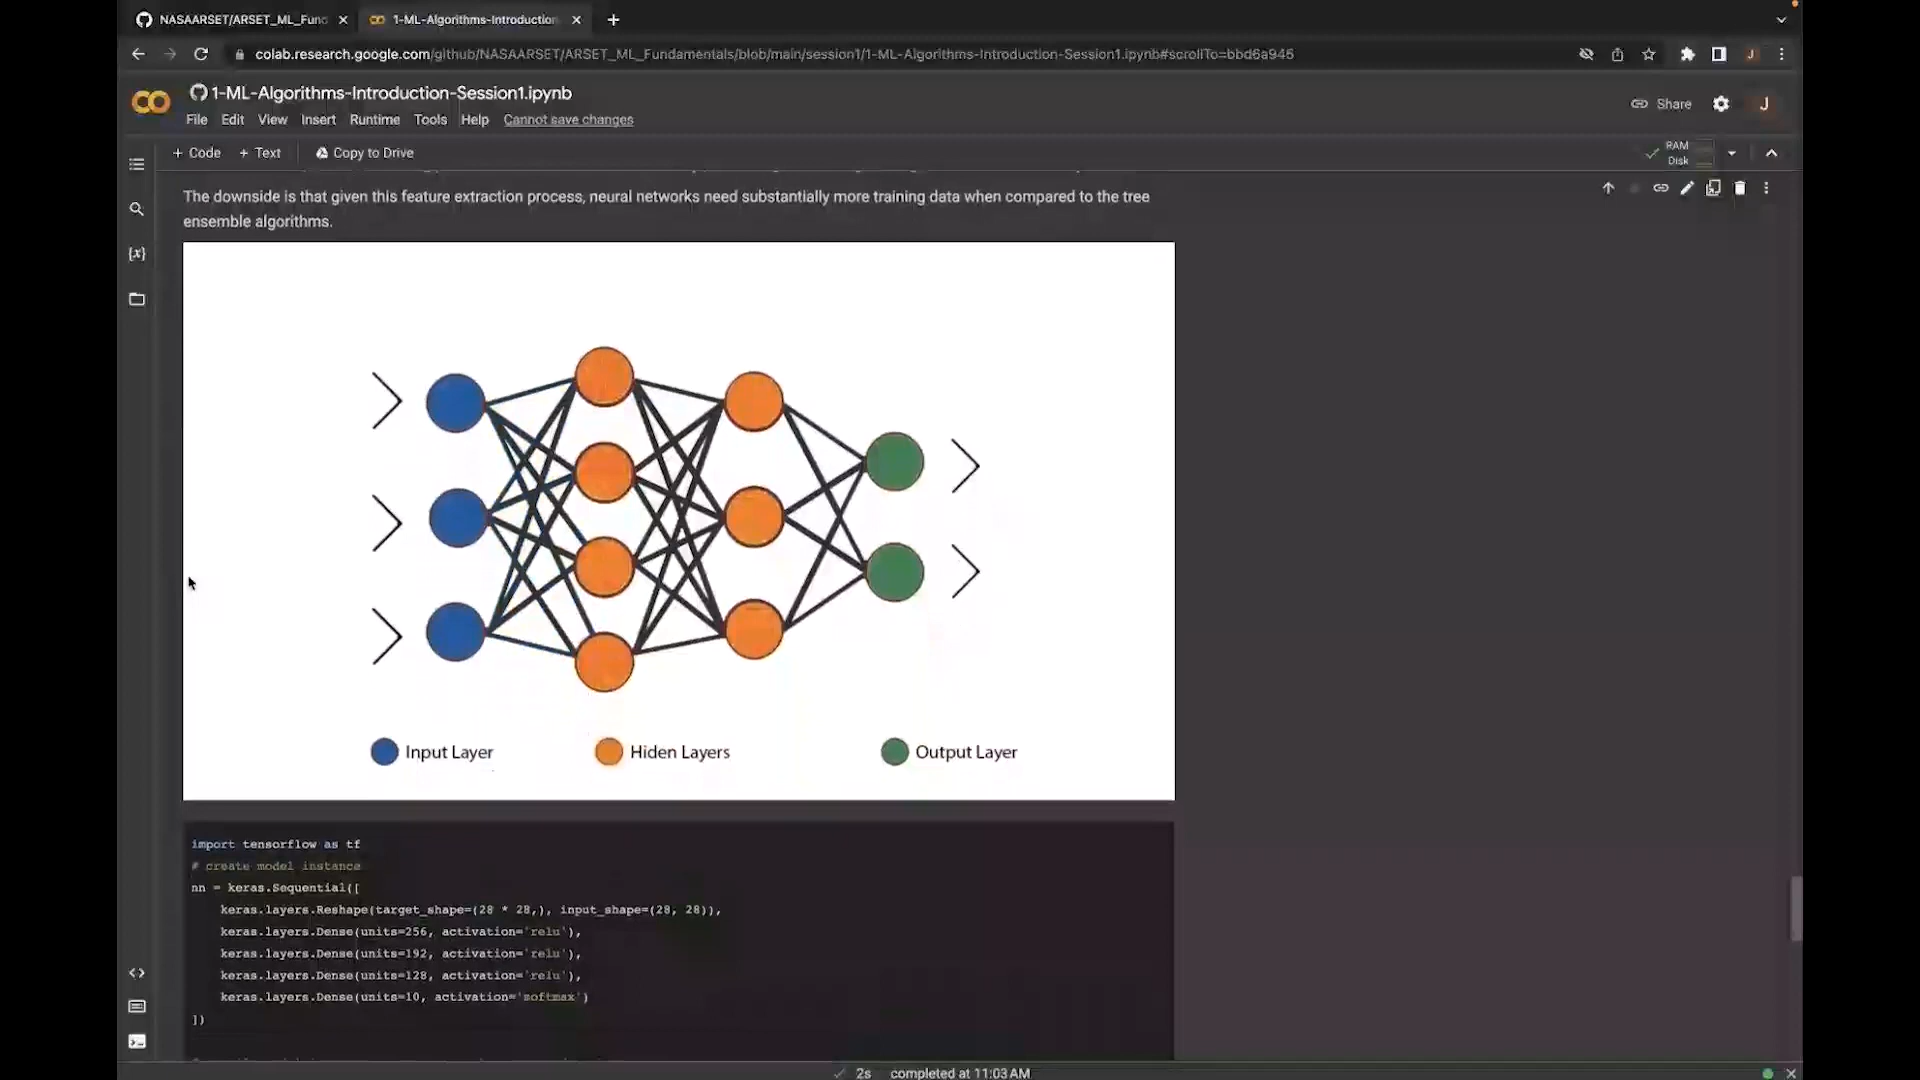 NASAARSET/ARSET_ML_Fund
1-ML-Algorithms-Introduction
colab.research.google.com/github/NASAARSET/ARSET_ML_Fundamentals/blob/main/session1/1-ML-Algorithms-Introduction-Session1.ipynb#scrollTo=bbd6a945
J
1-ML-Algorithms-Introduction-Session1.ipynb
Share
J
File Edit View Insert Runtime Tools Help Cannot save changes
+ Code + Text Copy to Drive
RAM
Disk
The downside is that given this feature extraction process, neural networks need substantially more training data when compared to the tree
ensemble algorithms.
Input Layer Hiden Layers Output Layer
import tensorflow as tf
# create model instance
nn = keras.Sequential([
keras.layers.Reshape(target_shape=(28 * 28,), input_shape=(28, 28)),
keras.layers.Dense(units=256, activation='relu'),
keras.layers.Dense(units=192, activation='relu'),
keras.layers.Dense(units=128, activation='relu'),
keras.layers.Dense(units=10, activation='softmax')
])
2s completed at 11:03 AM